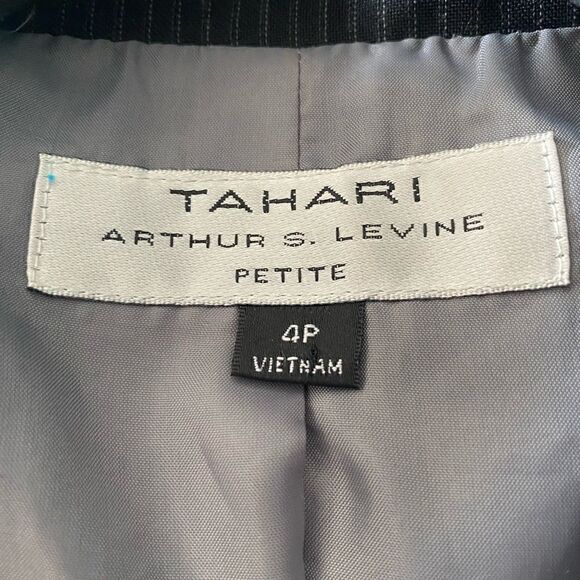 TAHARI
ARTHUR S. LEVINE
PETITE
4P
VIETNAM